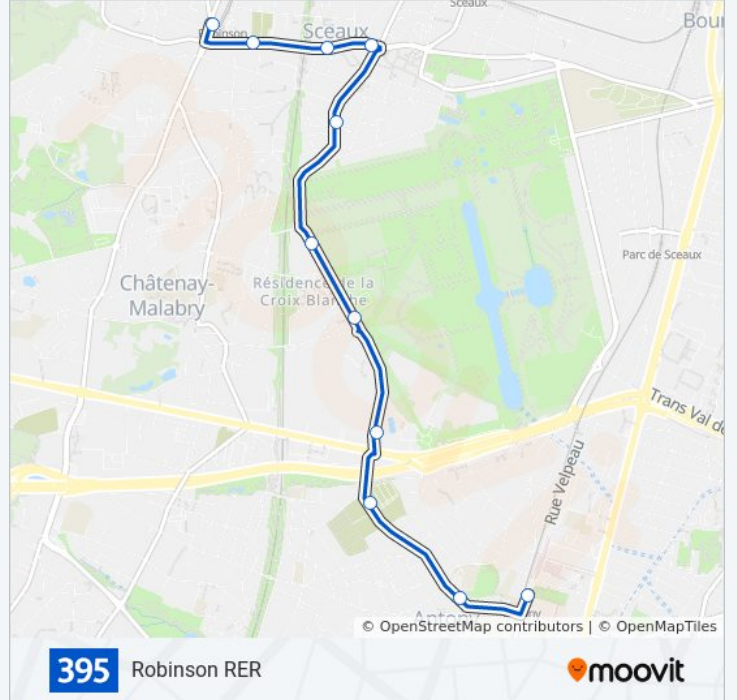 Sceaux
Bour
Robinson
Sceaux
Parc de Sceaux
Châtenay-
Malabry
Résidence de la
Croix Blanche
Trans Val de
Rue Velpeau
Antony
© OpenStreetMap contributors | © OpenMapTiles
395 Robinson RER
moovit